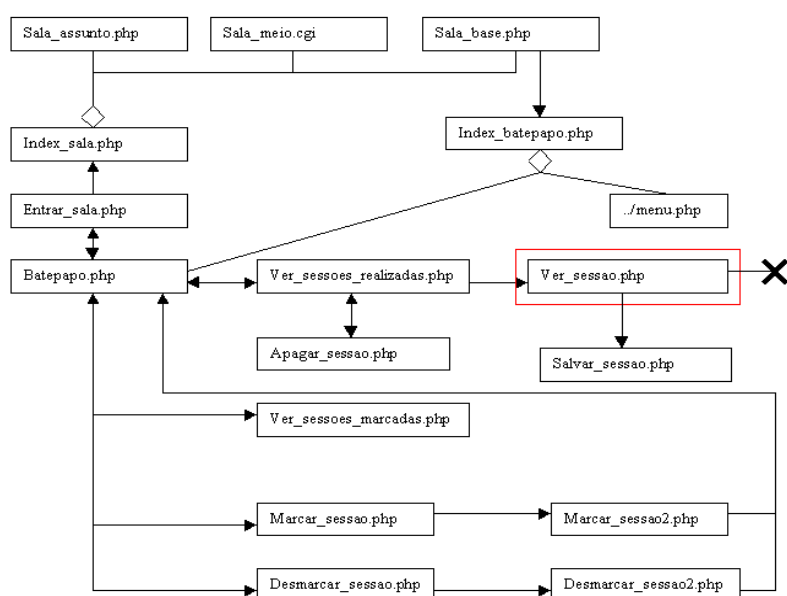 Sala_assunto.php
Sala_meio.cgi
Sala_base.php
Index_batepapo.php
Index_sala.php
Entrar_sala.php
../menu.php
Batepapo.php
Ver_sessoes_realizadas.php
Ver_sessao.php
Apagar_sessao.php
Salvar_sessao.php
Ver_sessoes_marcadas.php
Marcar_sessao.php
Marcar_sessao2.php
Desmarcar_sessao.php
Desmarcar_sessao2.php